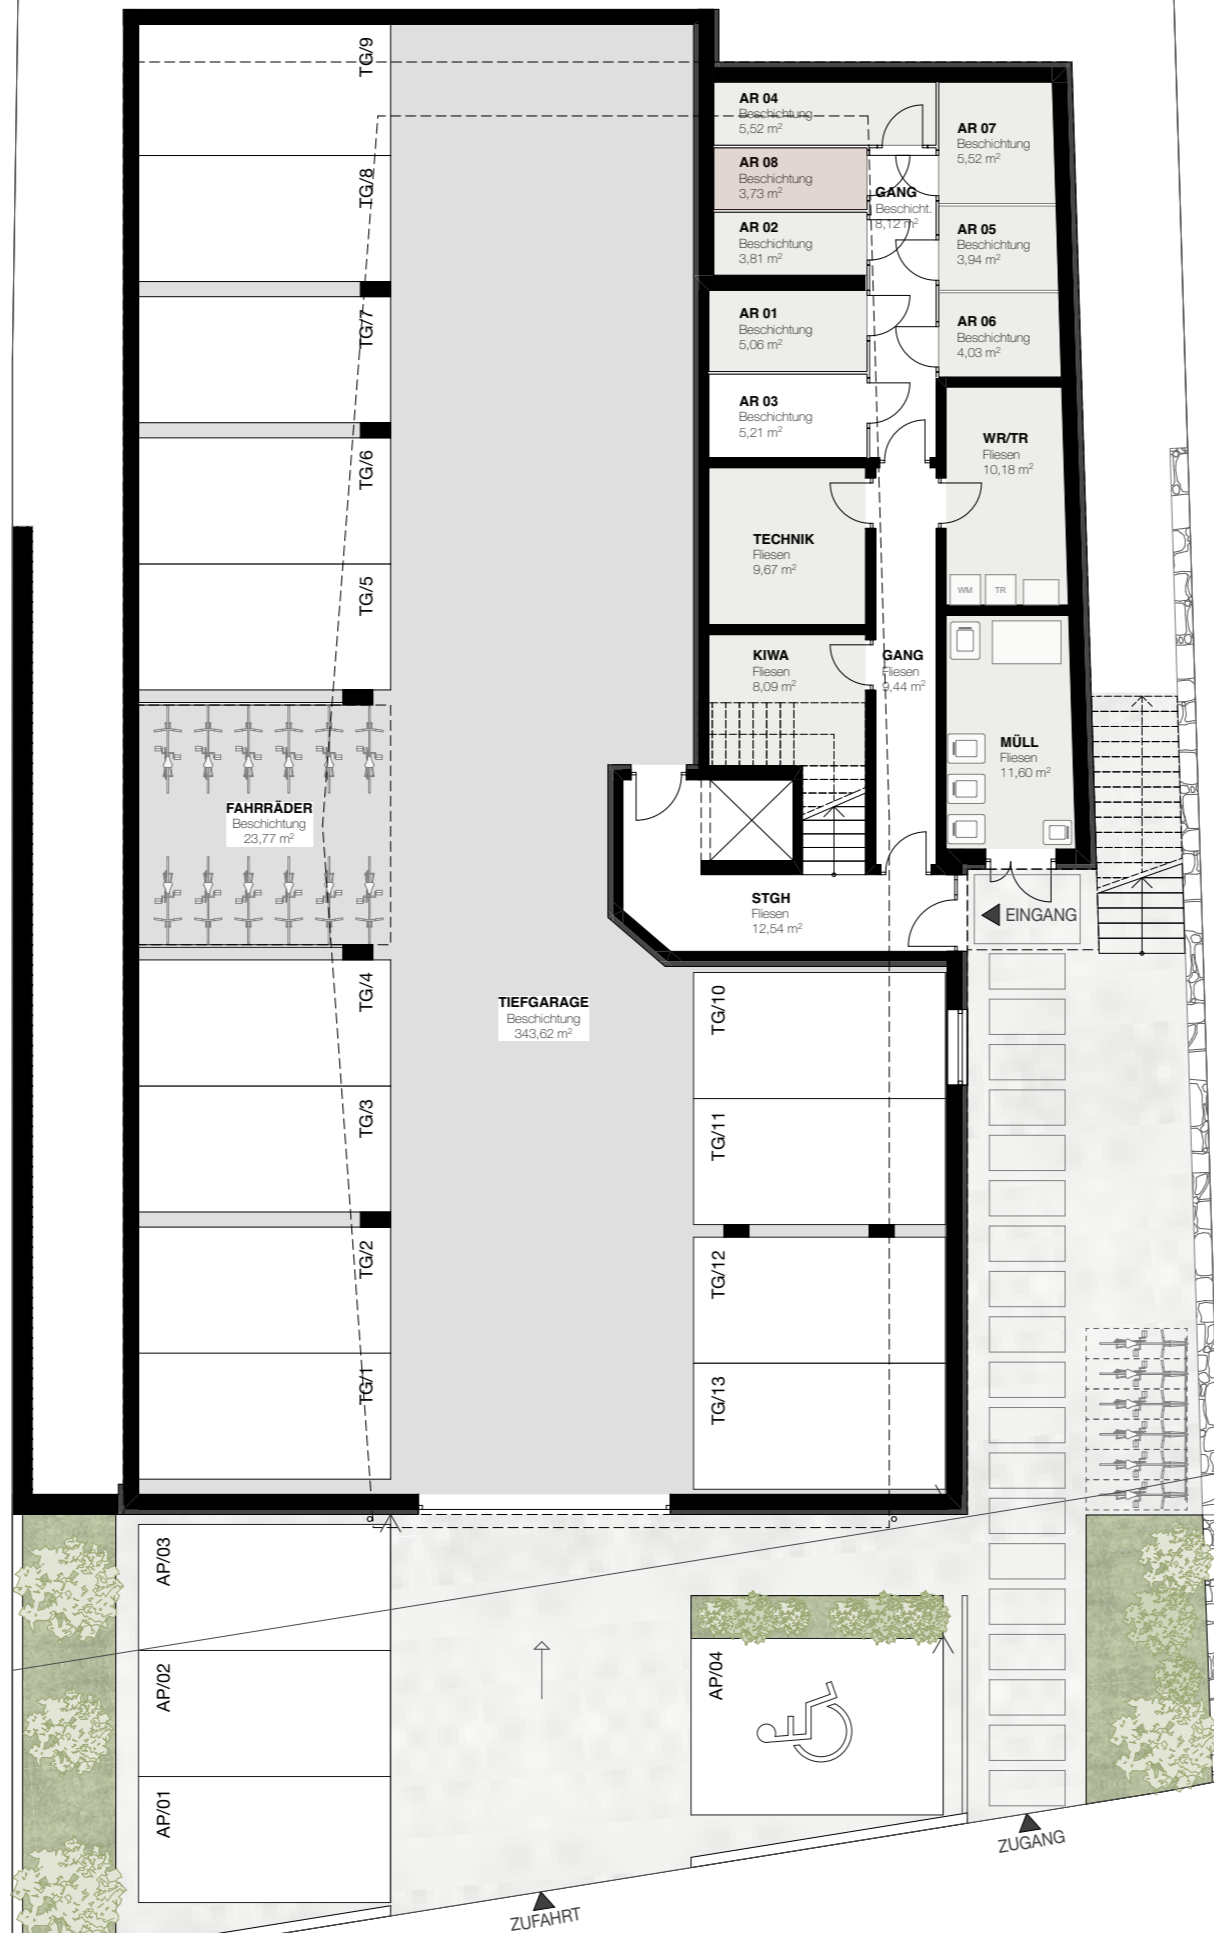 TG/9
TG/8
TG/7
TG/6
TG/5
AR 04
Beschichtung
5,52 m²
AR 08
Beschichtung
3,73 m²
AR 02
Beschichtung
3,81 m²
AR 01
Beschichtung
5,06 m²
AR 03
Beschichtung
5,21 m²
GANG
Beschicht.
8,12 m²
AR 07
Beschichtung
5,52 m²
AR 05
Beschichtung
3,94 m²
AR 06
Beschichtung
4,03 m²
WR/TR
Fliesen
10,18 m²
WM
TR
TECHNIK
Fliesen
9,67 m²
KIWA
Fliesen
8,09 m²
GANG
Fliesen
9,44 m²
MÜLL
Fliesen
11,60 m²
FAHRRÄDER
Beschichtung
23,77 m²
STGH
Fliesen
12,54 m²
EINGANG
TIEFGARAGE
Beschichtung
343,62 m²
TG/4
TG/3
TG/2
TG/1
TG/10
TG/11
TG/12
TG/13
AP/03
AP/02
AP/01
AP/04
ZUFAHRT
ZUGANG